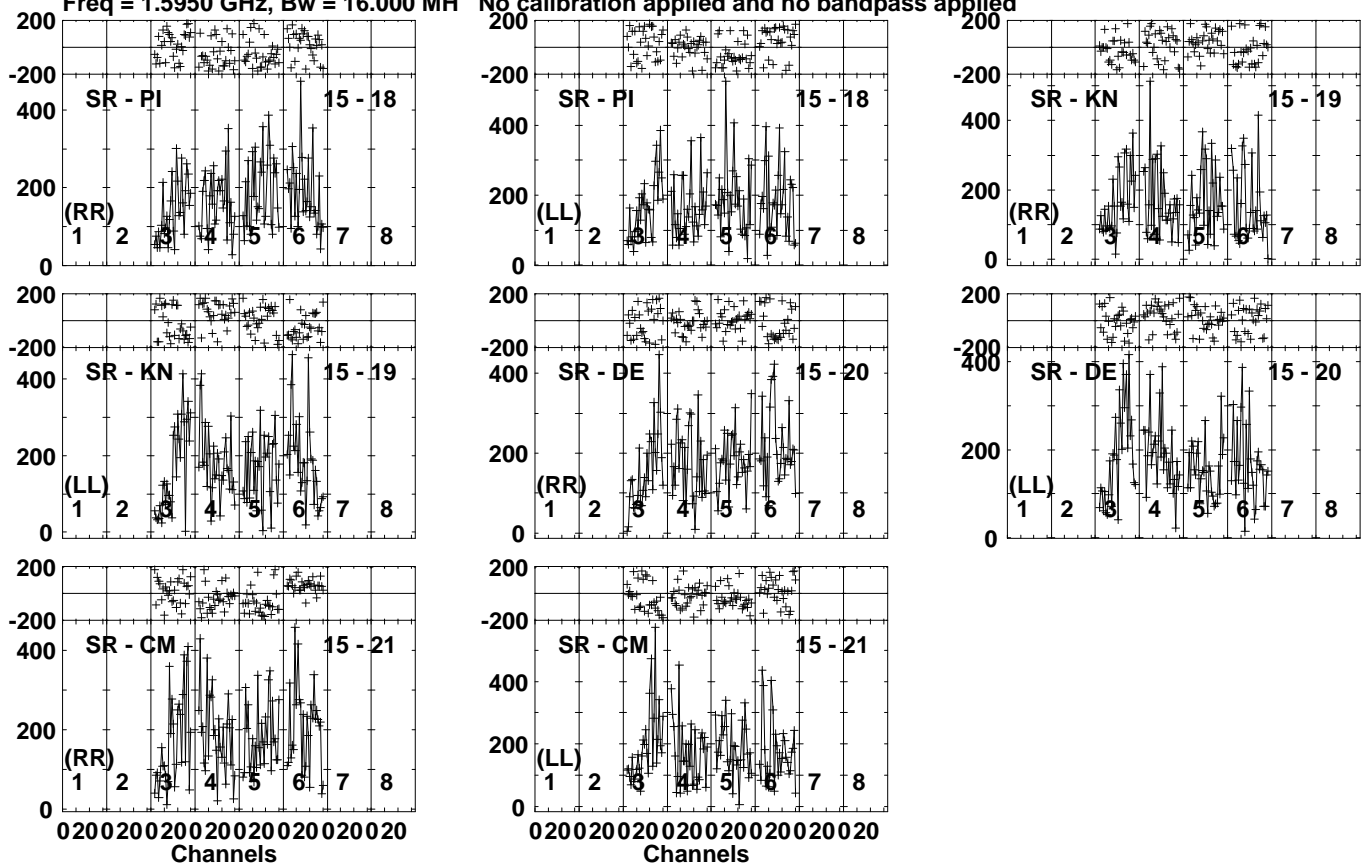 Freq = 1.5950 GHz, Bw = 16.000 MH No calibration applied and no bandpass applied
200
-200
SR - PI 15 - 18
400
200
(RR)
1 2 3 4 5 6 7 8
0
200
-200
SR - PI 15 - 18
400
200
(LL)
1 2 3 4 5 6 7 8
0
200
-200
SR - KN 15 - 19
400
200
(RR)
1 2 3 4 5 6 7 8
0
200
-200
SR - KN 15 - 19
400
200
(LL)
1 2 3 4 5 6 7 8
0
200
-200
SR - DE 15 - 20
400
200
(RR)
1 2 3 4 5 6 7 8
0
200
-200
400
SR - DE 15 - 20
200
(LL)
1 2 3 4 5 6 7 8
0
200
-200
SR - CM 15 - 21
400
200
(RR)
1 2 3 4 5 6 7 8
0
0 20 0 20 0 20 0 20 0 20 0 20 0 20 0 20
Channels
200
-200
SR - CM 15 - 21
400
200
(LL)
1 2 3 4 5 6 7 8
0
0 20 0 20 0 20 0 20 0 20 0 20 0 20 0 20
Channels